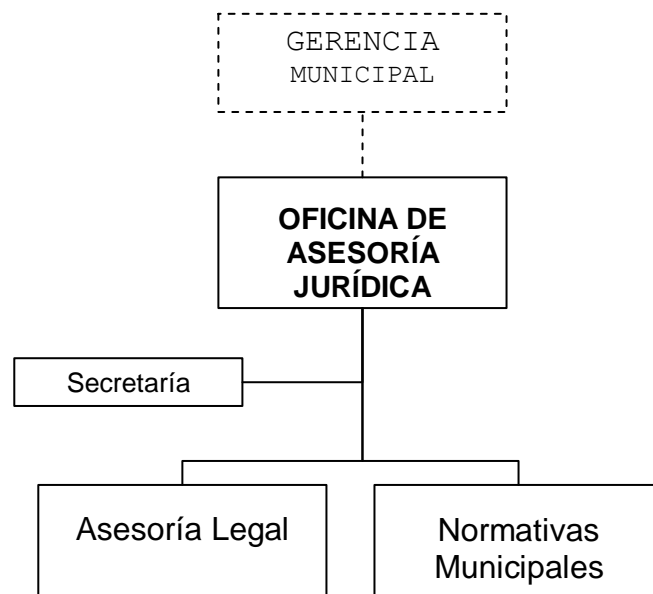 GERENCIA
MUNICIPAL
OFICINA DE
ASESORÍA
JURÍDICA
Secretaría
Asesoría Legal
Normativas
Municipales